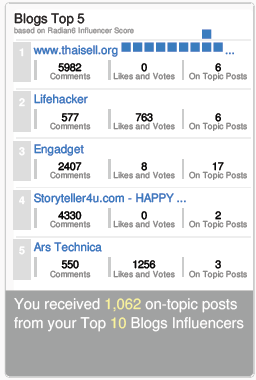 Blogs Top 5
based on Radian6 Influencer Score
1 www.thaisell.org ...
5982 0 6
Comments Likes and Votes On Topic Posts
2 Lifehacker
577 763 6
Comments Likes and Votes On Topic Posts
3 Engadget
2407 8 17
Comments Likes and Votes On Topic Posts
4 Storyteller4u.com - HAPPY ...
4330 0 2
Comments Likes and Votes On Topic Posts
5 Ars Technica
550 1256 3
Comments Likes and Votes On Topic Posts
You received 1,062 on-topic posts
from your Top 10 Blogs Influencers